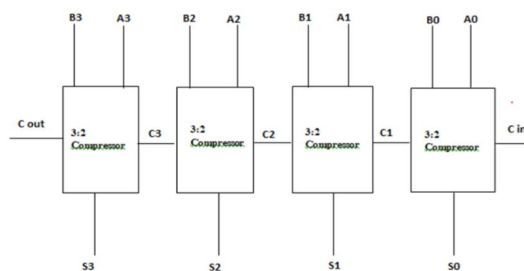 B3 A3 B2 A2 B1 A1 B0 A0
C out 3:2 Compressor C3 3:2 Compressor C2 3:2 Compressor C1 3:2 Compressor C in
S3 S2 S1 S0